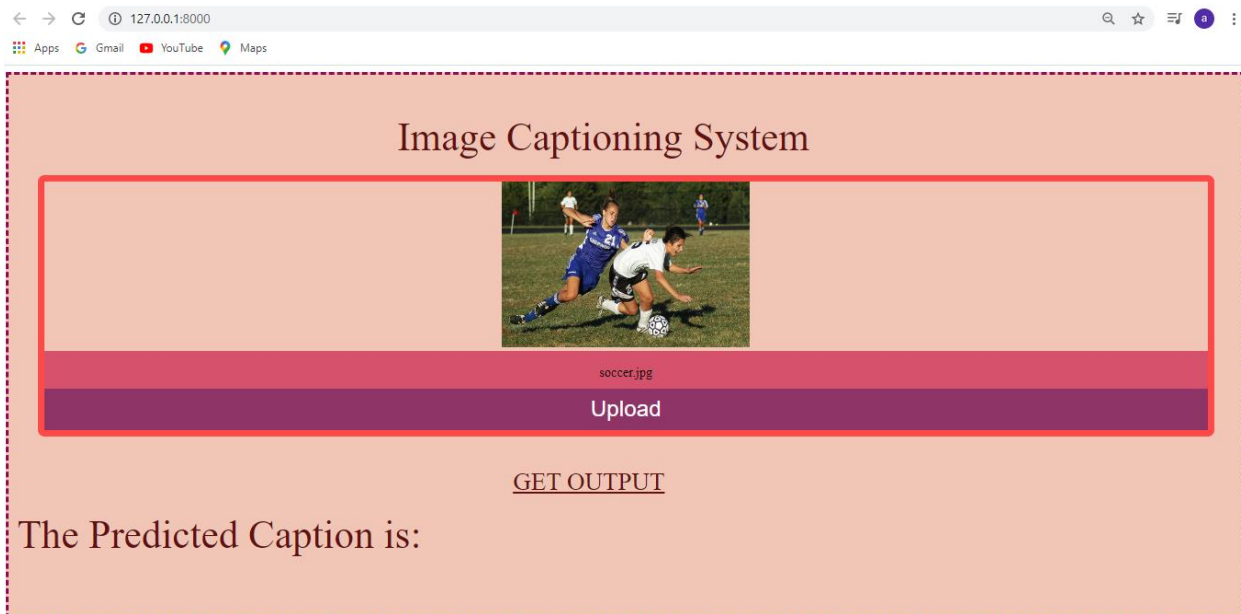 127.0.0.1:8000
a
Apps Gmail YouTube Maps
Image Captioning System
21
soccer.jpg
Upload
GET OUTPUT
The Predicted Caption is: